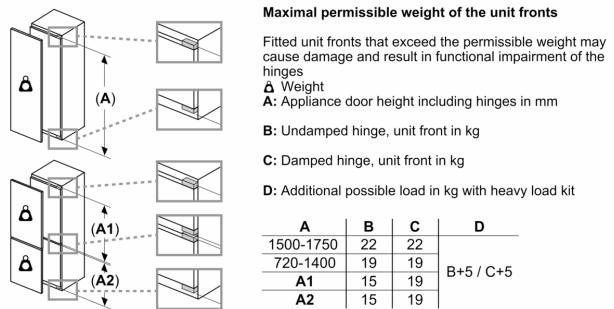 Maximal permissible weight of the unit fronts
Fitted unit fronts that exceed the permissible weight may
cause damage and result in functional impairment of the
hinges
Weight
A: Appliance door height including hinges in mm
B: Undamped hinge, unit front in kg
C: Damped hinge, unit front in kg
D: Additional possible load in kg with heavy load kit
(A)
(A1)
(A2)
A B C D
1500-1750 22 22
720-1400 19 19
B+5 / C+5
A1 15 19
A2 15 19